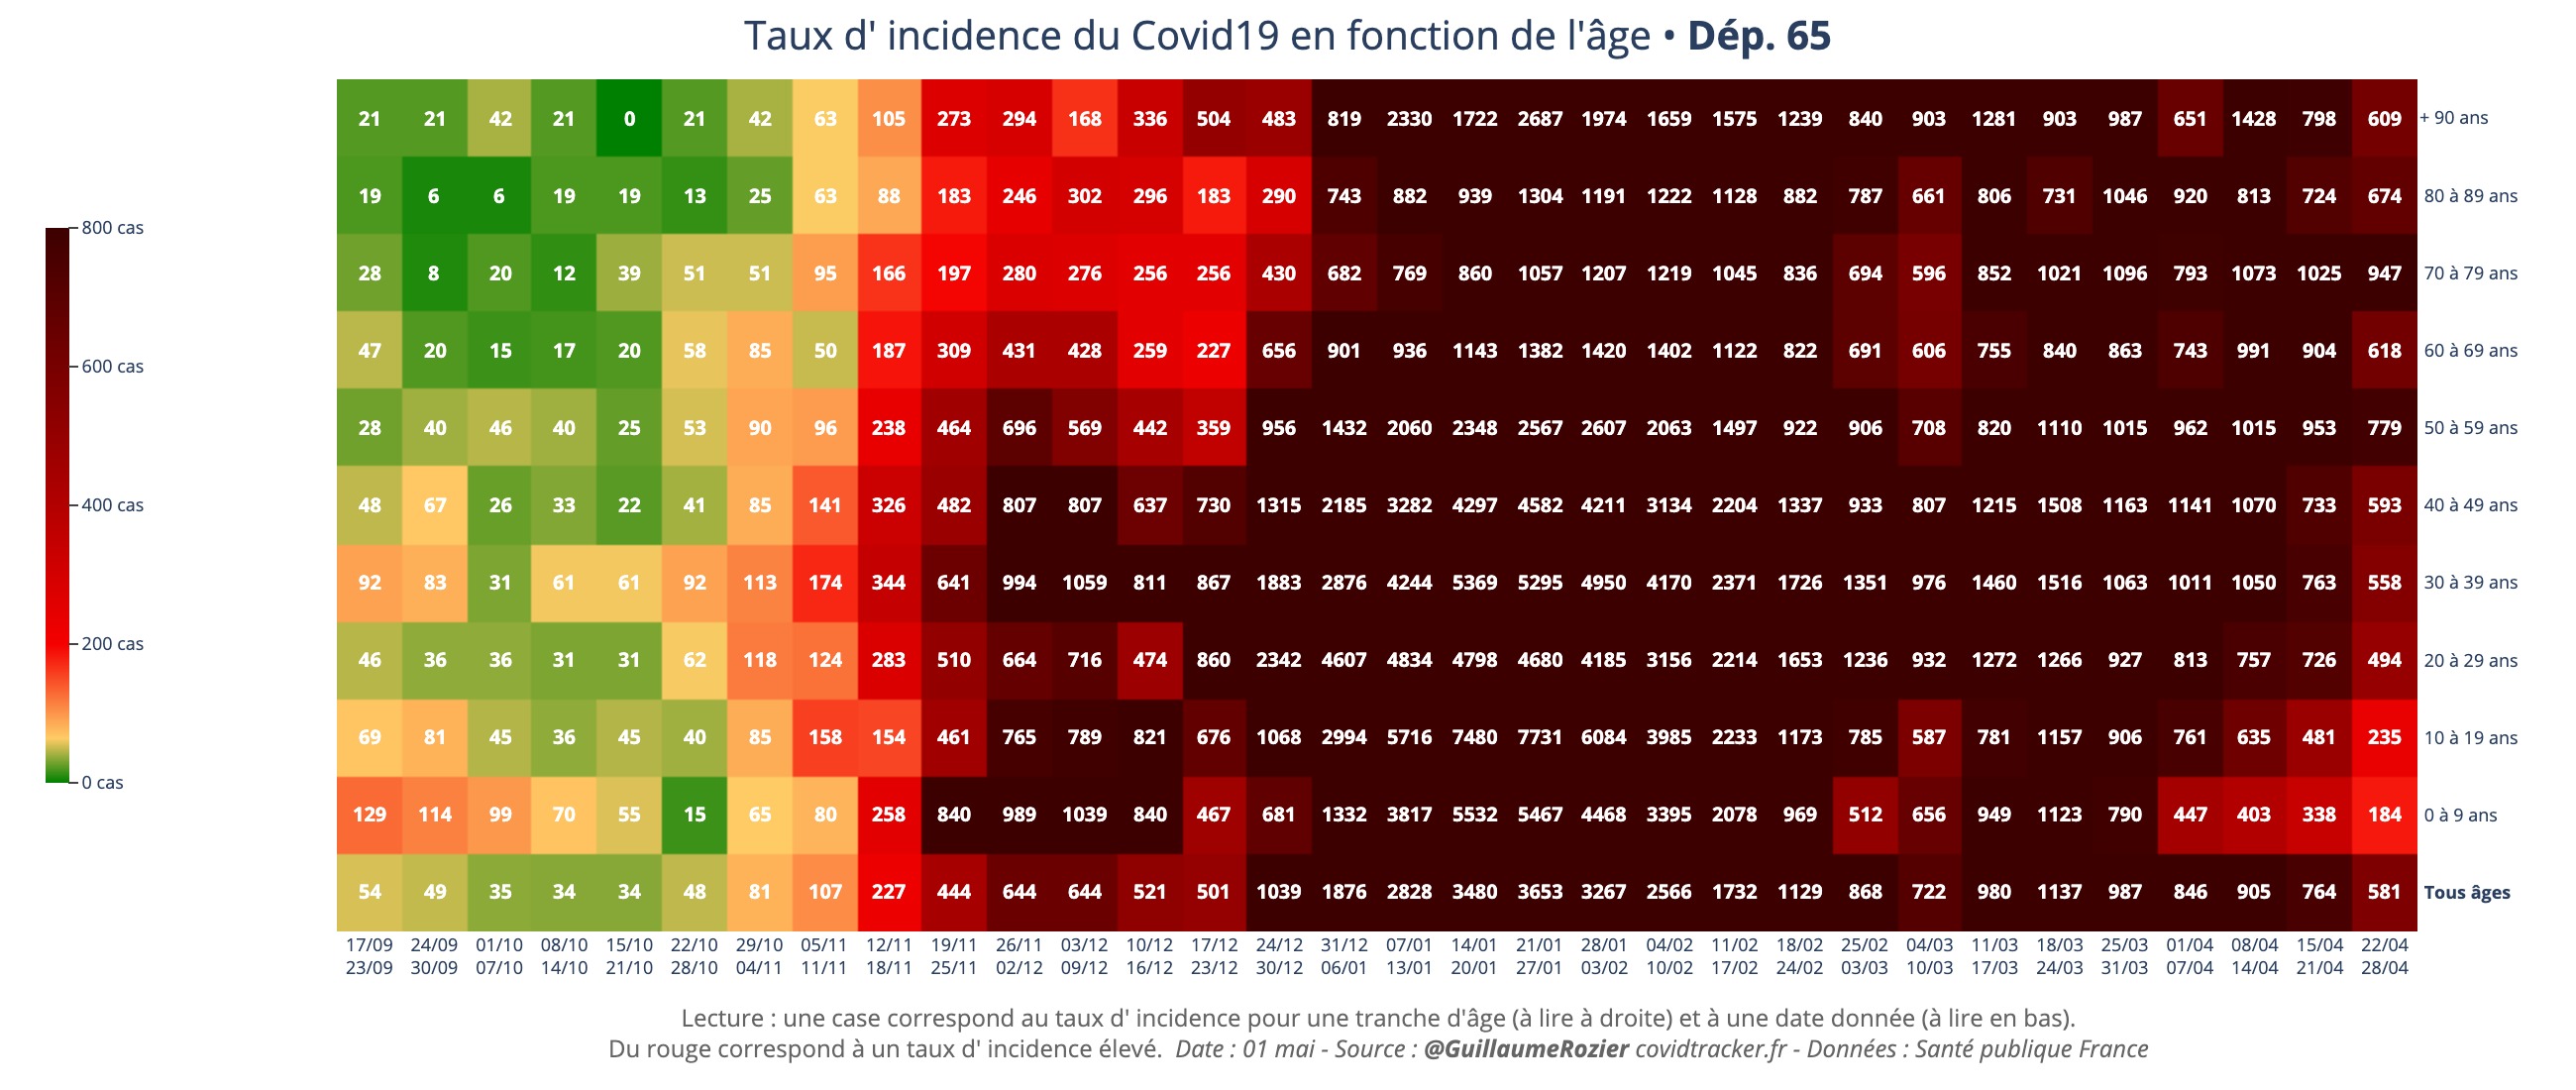 Taux d' incidence du Covid19 en fonction de l'âge • Dép. 65
800 cas
600 cas
400 cas
200 cas
0 cas
21 21 42 21 0 21 42 63 105 273 294 168 336 504 483 819 2330 1722 2687 1974 1659 1575 1239 840 903 1281 903 987 651 1428 798 609 + 90 ans
19 6 6 19 19 13 25 63 88 183 246 302 296 183 290 743 882 939 1304 1191 1222 1128 882 787 661 806 731 1046 920 813 724 674 80 à 89 ans
28 8 20 12 39 51 51 95 166 197 280 276 256 256 430 682 769 860 1057 1207 1219 1045 836 694 596 852 1021 1096 793 1073 1025 947 70 à 79 ans
47 20 15 17 20 58 85 50 187 309 431 428 259 227 656 901 936 1143 1382 1420 1402 1122 822 691 606 755 840 863 743 991 904 618 60 à 69 ans
28 40 46 40 25 53 90 96 238 464 696 569 442 359 956 1432 2060 2348 2567 2607 2063 1497 922 906 708 820 1110 1015 962 1015 953 779 50 à 59 ans
48 67 26 33 22 41 85 141 326 482 807 807 637 730 1315 2185 3282 4297 4582 4211 3134 2204 1337 933 807 1215 1508 1163 1141 1070 733 593 40 à 49 ans
92 83 31 61 61 92 113 174 344 641 994 1059 811 867 1883 2876 4244 5369 5295 4950 4170 2371 1726 1351 976 1460 1516 1063 1011 1050 763 558 30 à 39 ans
46 36 36 31 31 62 118 124 283 510 664 716 474 860 2342 4607 4834 4798 4680 4185 3156 2214 1653 1236 932 1272 1266 927 813 757 726 494 20 à 29 ans
69 81 45 36 45 40 85 158 154 461 765 789 821 676 1068 2994 5716 7480 7731 6084 3985 2233 1173 785 587 781 1157 906 761 635 481 235 10 à 19 ans
129 114 99 70 55 15 65 80 258 840 989 1039 840 467 681 1332 3817 5532 5467 4468 3395 2078 969 512 656 949 1123 790 447 403 338 184 0 à 9 ans
54 49 35 34 34 48 81 107 227 444 644 644 521 501 1039 1876 2828 3480 3653 3267 2566 1732 1129 868 722 980 1137 987 846 905 764 581 Tous âges
17/09 24/09 01/10 08/10 15/10 22/10 29/10 05/11 12/11 19/11 26/11 03/12 10/12 17/12 24/12 31/12 07/01 14/01 21/01 28/01 04/02 11/02 18/02 25/02 04/03 11/03 18/03 25/03 01/04 08/04 15/04 22/04
23/09 30/09 07/10 14/10 21/10 28/10 04/11 11/11 18/11 25/11 02/12 09/12 16/12 23/12 30/12 06/01 13/01 20/01 27/01 03/02 10/02 17/02 24/02 03/03 10/03 17/03 24/03 31/03 07/04 14/04 21/04 28/04
Lecture : une case correspond au taux d' incidence pour une tranche d'âge (à lire à droite) et à une date donnée (à lire en bas).
Du rouge correspond à un taux d' incidence élevé. Date : 01 mai - Source : @GuillaumeRozier covidtracker.fr - Données : Santé publique France